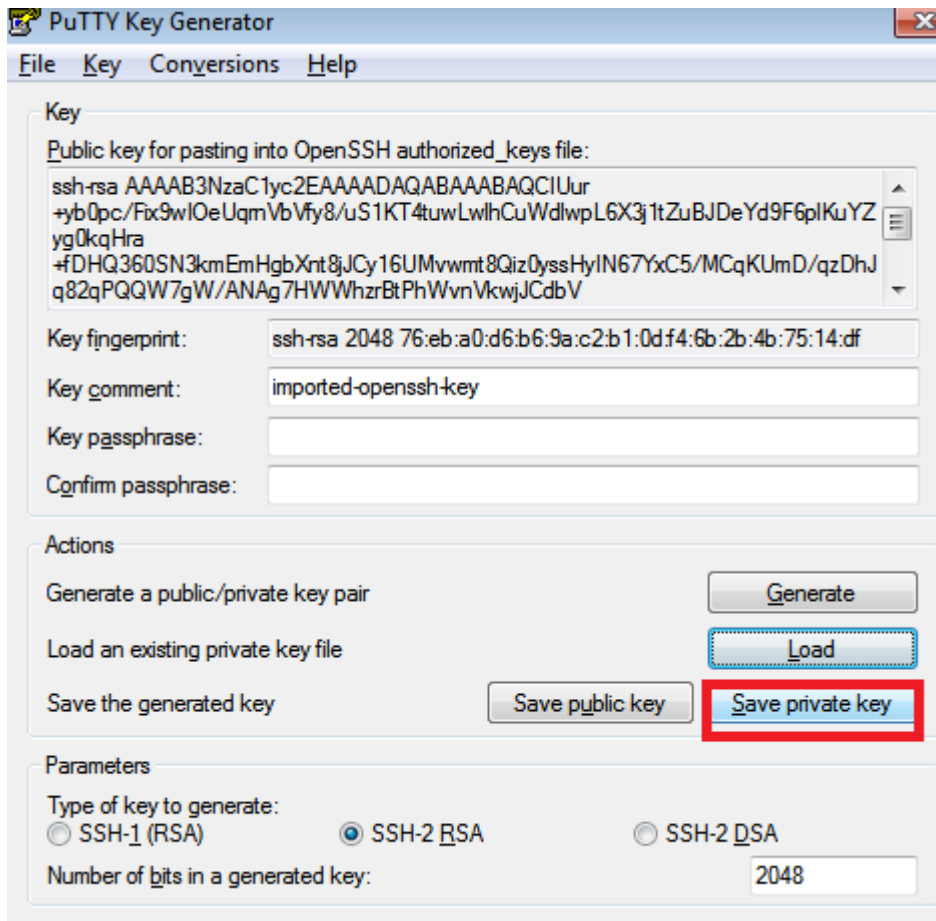 PuTTY Key Generator
File Key Conversions Help
Key
Public key for pasting into OpenSSH authorized_keys file:
ssh-rsa AAAAB3NzaC1yc2EAAAADAQABAAABAQCIUur
+yb0pc/Fix9wIOeUqmVbVfy8/uS1KT4tuwLwlhCuWdlwpL6X3j1tZuBJDeYd9F6plKuYZ
yg0kqHra
+fDHQ360SN3kmEmHgbXnt8jJCy16UMvwmt8Qiz0yssHyIN67YxC5/MCqKUmD/qzDhJ
q82qPQQW7gW/ANAg7HWWhzrBtPhWvnVkwjJCdbV
Key fingerprint: ssh-rsa 2048 76:eb:a0:d6:b6:9a:c2:b1:0d:f4:6b:2b:4b:75:14:df
Key comment: imported-openssh-key
Key passphrase:
Confirm passphrase:
Actions
Generate a public/private key pair Generate
Load an existing private key file Load
Save the generated key Save public key Save private key
Parameters
Type of key to generate:
SSH-1 (RSA) SSH-2 RSA SSH-2 DSA
Number of bits in a generated key: 2048